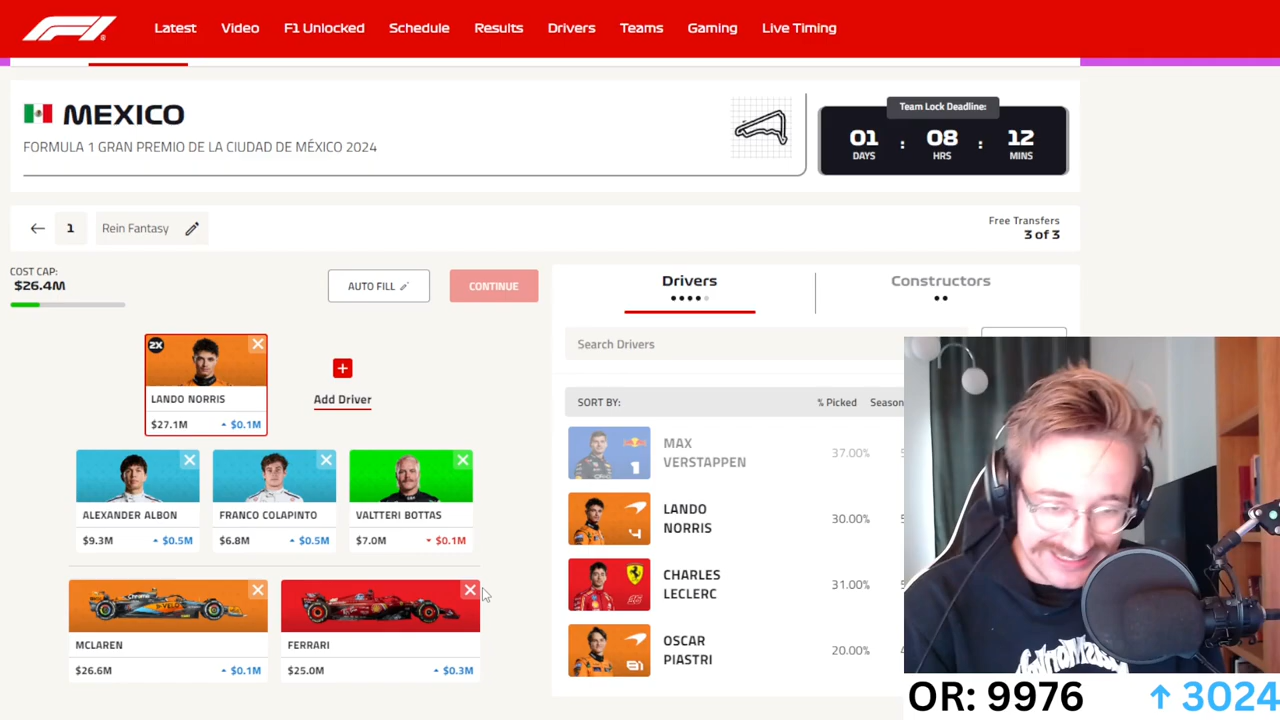 F1
Latest
Video
F1 Unlocked
Schedule
Results
Drivers
Teams
Gaming
Live Timing
MEXICO
FORMULA 1 GRAN PREMIO DE LA CIUDAD DE MÉXICO 2024
Team Lock Deadline:
01 : 08 : 12
DAYS HRS MINS
1
Rein Fantasy
Free Transfers
3 of 3
COST CAP:
$26.4M
AUTO FILL
CONTINUE
2X
LANDO NORRIS
$27.1M $0.1M
Add Driver
ALEXANDER ALBON
$9.3M $0.5M
FRANCO COLAPINTO
$6.8M $0.5M
VALTTERI BOTTAS
$7.0M $0.1M
MCLAREN
$26.6M $0.1M
FERRARI
$25.0M $0.3M
Drivers
Constructors
Search Drivers
SORT BY:
% Picked
Season
MAX
VERSTAPPEN
37.00%
LANDO
NORRIS
30.00%
CHARLES
LECLERC
31.00%
OSCAR
PIASTRI
20.00%
OR: 9976 ↑ 3024